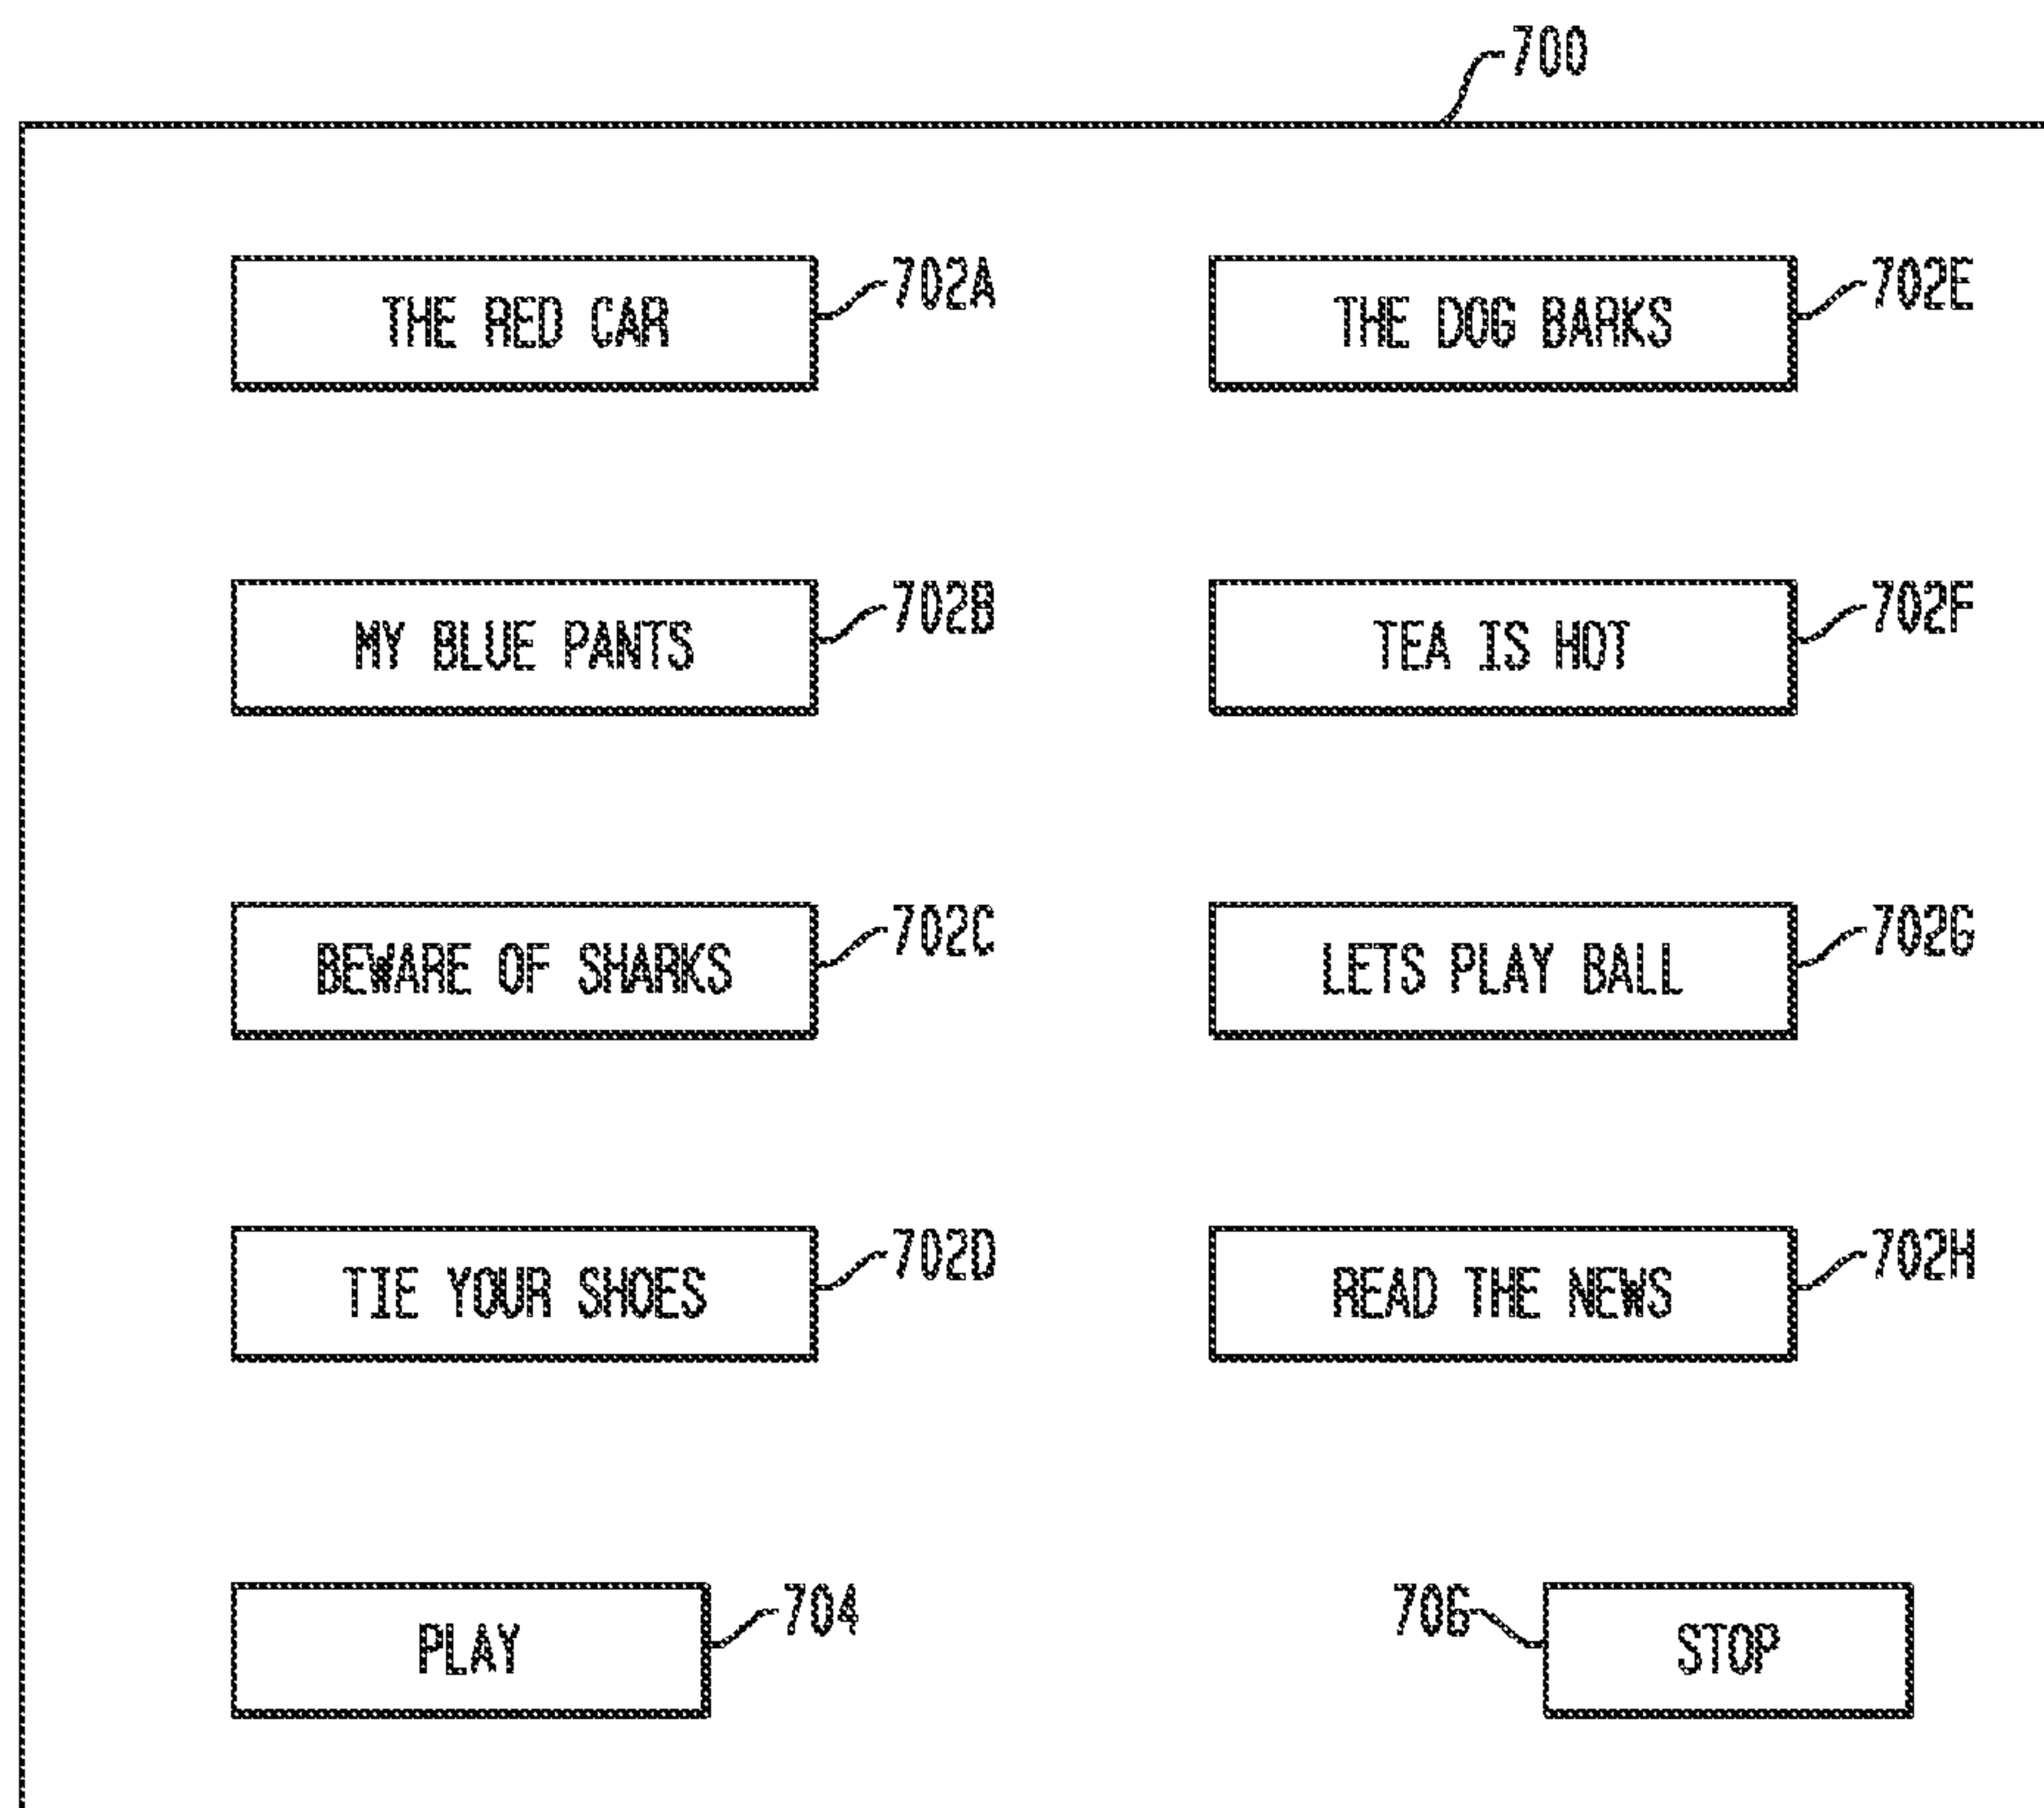 700
THE RED CAR 702A
THE DOG BARKS 702E
MY BLUE PANTS 702B
TEA IS HOT 702F
BEWARE OF SHARKS 702C
LETS PLAY BALL 702G
TIE YOUR SHOES 702D
READ THE NEWS 702H
PLAY 704
706 STOP